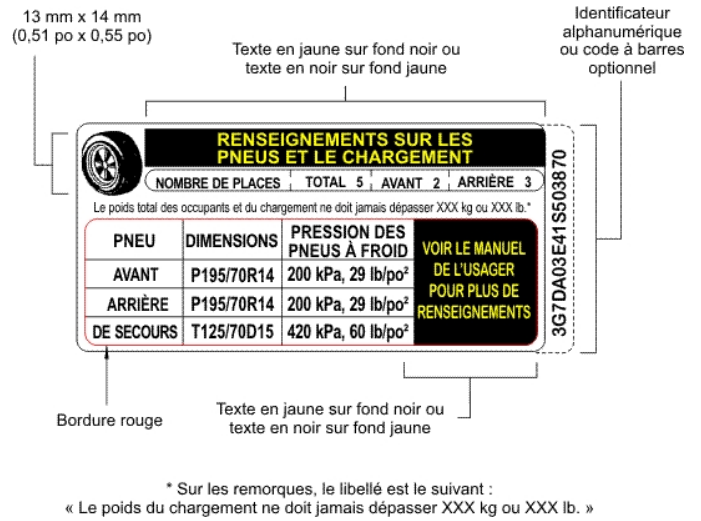 13 mm x 14 mm
(0,51 po x 0,55 po)
Texte en jaune sur fond noir ou
texte en noir sur fond jaune
Identificateur
alphanumérique
ou code à barres
optionnel
RENSEIGNEMENTS SUR LES
PNEUS ET LE CHARGEMENT
NOMBRE DE PLACES TOTAL 5 AVANT 2 ARRIÈRE 3
Le poids total des occupants et du chargement ne doit jamais dépasser XXX kg ou XXX lb.*
PNEU DIMENSIONS PRESSION DES PNEUS À FROID
AVANT P195/70R14 200 kPa, 29 lb/po²
ARRIÈRE P195/70R14 200 kPa, 29 lb/po²
DE SECOURS T125/70D15 420 kPa, 60 lb/po²
VOIR LE MANUEL
DE L'USAGER
POUR PLUS DE
RENSEIGNEMENTS
3G7DA03E41S503870
Bordure rouge
Texte en jaune sur fond noir ou
texte en noir sur fond jaune
* Sur les remorques, le libellé est le suivant :
« Le poids du chargement ne doit jamais dépasser XXX kg ou XXX lb. »